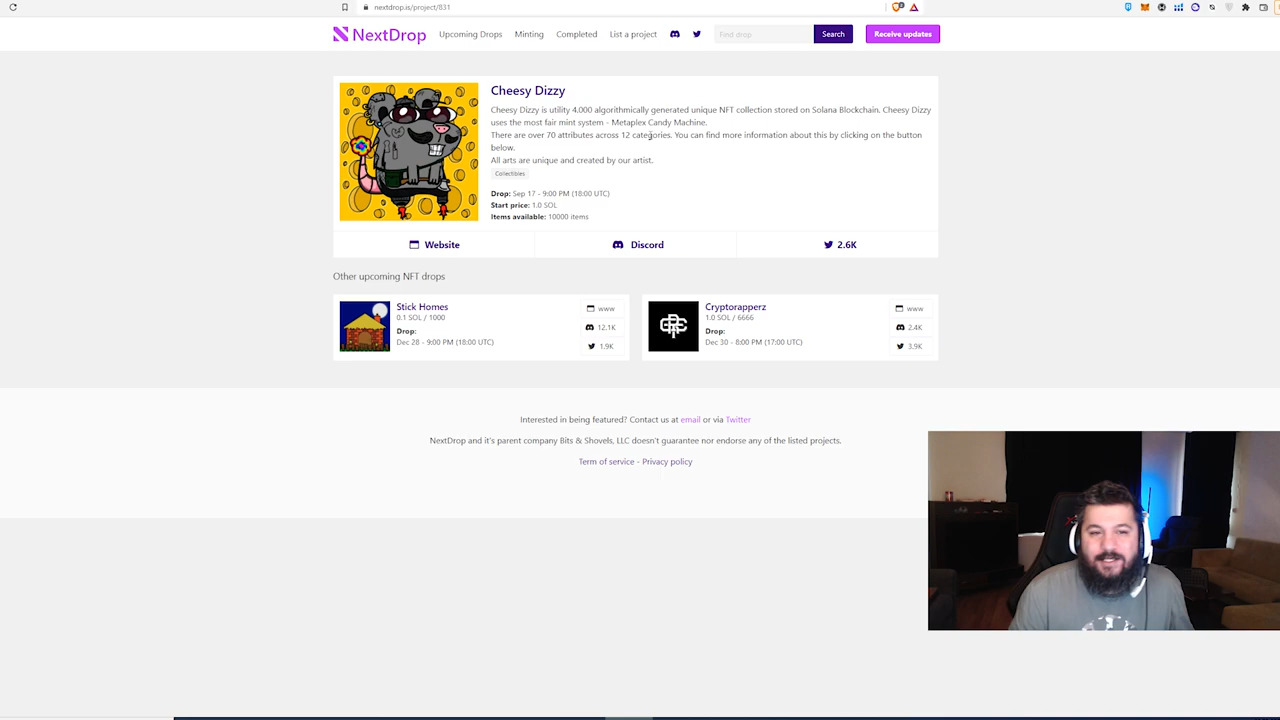 nextdrop.is/project/831
NextDrop
Upcoming Drops
Minting
Completed
List a project
Find drop
Search
Receive updates
Cheesy Dizzy
Cheesy Dizzy is utility 4.000 algorithmically generated unique NFT collection stored on Solana Blockchain. Cheesy Dizzy
uses the most fair mint system - Metaplex Candy Machine.
There are over 70 attributes across 12 categories. You can find more information about this by clicking on the button
below.
All arts are unique and created by our artist.
Collectibles
Drop: Sep 17 - 9:00 PM (18:00 UTC)
Start price: 1.0 SOL
Items available: 10000 items
Website
Discord
2.6K
Other upcoming NFT drops
Stick Homes
0.1 SOL / 1000
Drop:
Dec 28 - 9:00 PM (18:00 UTC)
www
12.1K
1.9K
Cryptorapperz
1.0 SOL / 6666
Drop:
Dec 30 - 8:00 PM (17:00 UTC)
www
2.4K
3.9K
Interested in being featured? Contact us at email or via Twitter
NextDrop and it's parent company Bits & Shovels, LLC doesn't guarantee nor endorse any of the listed projects.
Term of service - Privacy policy